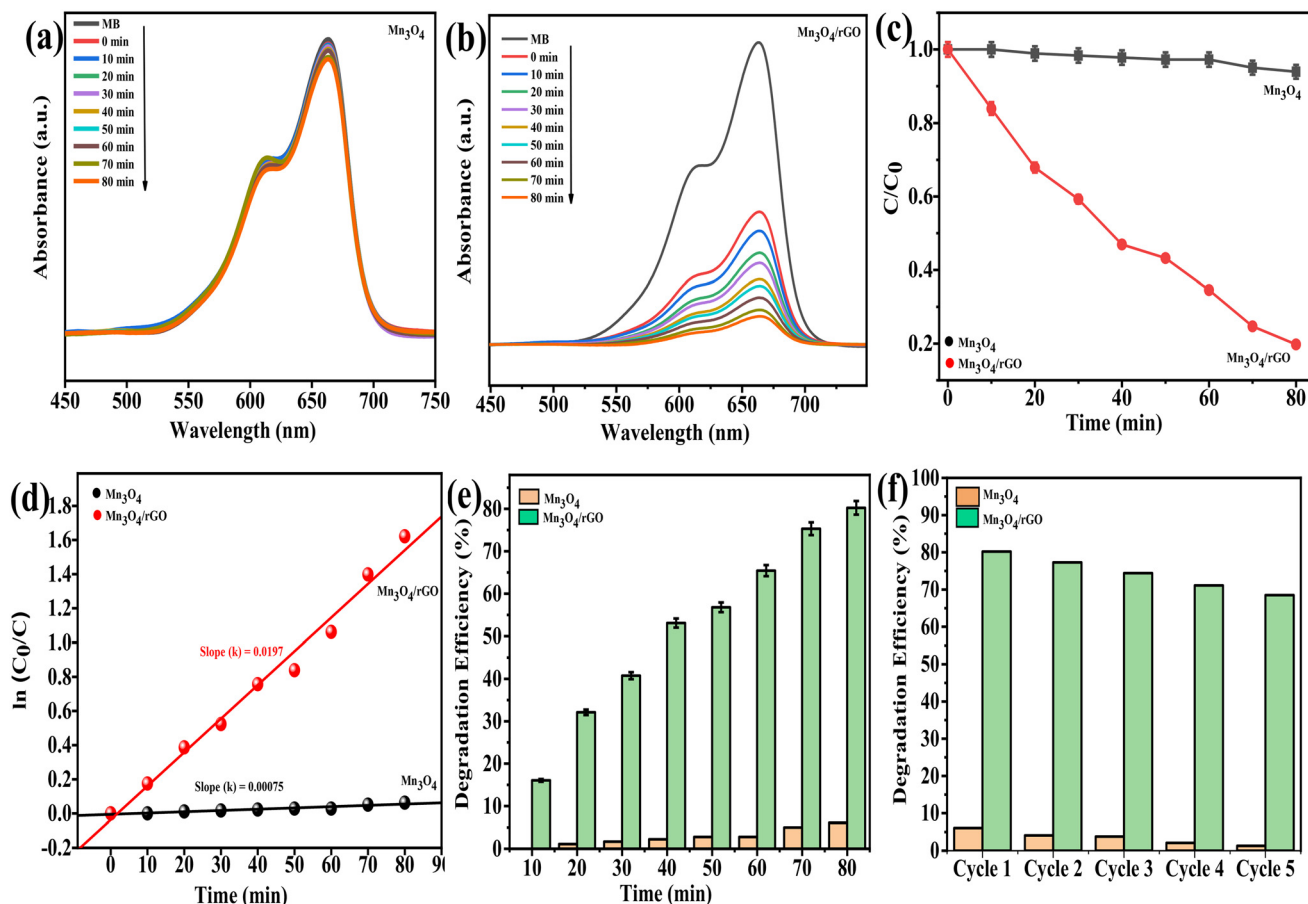 (a)
MB
0 min
10 min
20 min
30 min
40 min
50 min
60 min
70 min
80 min
Mn₃O₄
Absorbance (a.u.)
450 500 550 600 650 700 750
Wavelength (nm)
(b)
MB
0 min
10 min
20 min
30 min
40 min
50 min
60 min
70 min
80 min
Mn₃O₄/rGO
Absorbance (a.u.)
450 500 550 600 650 700
Wavelength (nm)
(c)
1.0
0.8
0.6
0.4
0.2
C/C₀
Mn₃O₄
Mn₃O₄/rGO
Mn₃O₄
Mn₃O₄/rGO
0 10 20 30 40 50 60 70 80
Time (min)
(d)
Mn₃O₄
Mn₃O₄/rGO
1.8
1.6
1.4
1.2
1.0
0.8
0.6
0.4
0.2
0.0
-0.2
ln (C₀/C)
Mn₃O₄/rGO
Slope (k) = 0.0197
Slope (k) = 0.00075
Mn₃O₄
0 10 20 30 40 50 60 70 80 90
Time (min)
(e)
Mn₃O₄
Mn₃O₄/rGO
80
70
60
50
40
30
20
10
0
Degradation Efficiency (%)
10 20 30 40 50 60 70 80
Time (min)
(f)
Mn₃O₄
Mn₃O₄/rGO
100
90
80
70
60
50
40
30
20
10
0
Degradation Efficiency (%)
Cycle 1 Cycle 2 Cycle 3 Cycle 4 Cycle 5